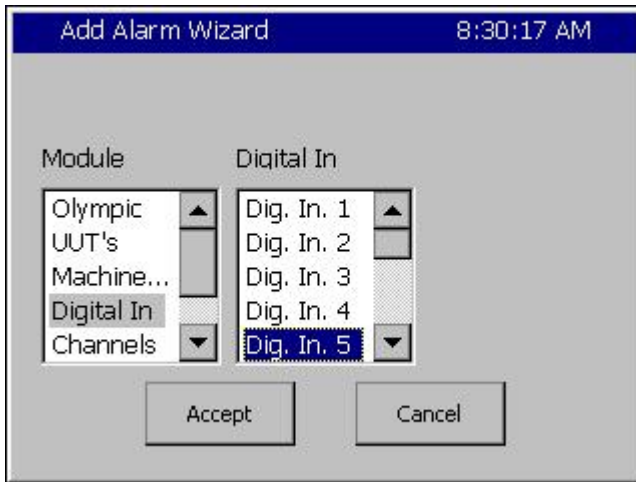 Add Alarm Wizard 8:30:17 AM
Module Digital In
Olympic
UUT's
Machine...
Digital In
Channels
Dig. In. 1
Dig. In. 2
Dig. In. 3
Dig. In. 4
Dig. In. 5
Accept Cancel